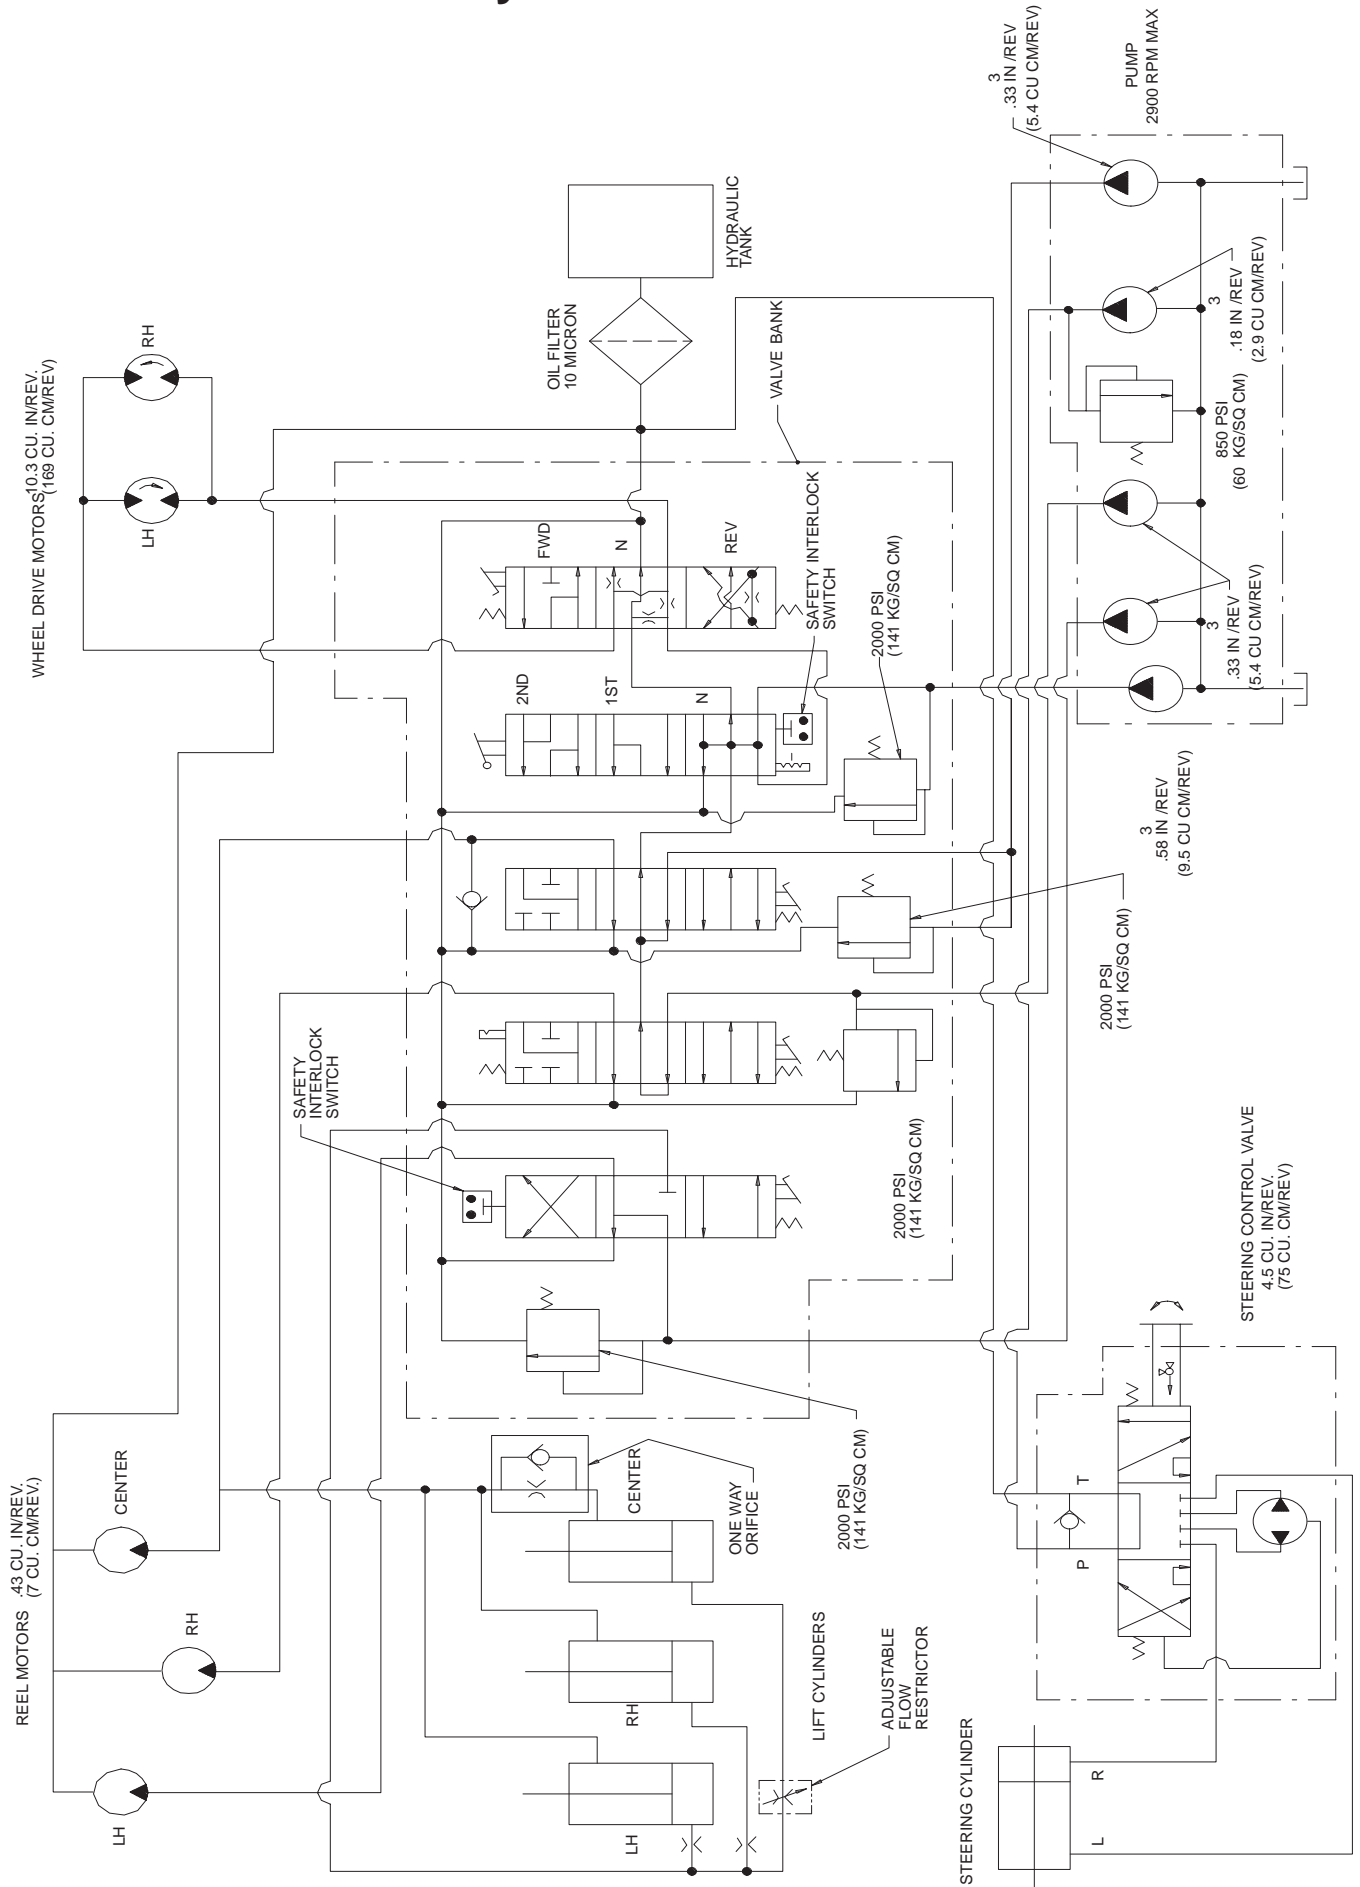 WHEEL DRIVE MOTORS
10.3 CU. IN/REV.
(169 CU. CM/REV)
LH
RH
OIL FILTER
10 MICRON
HYDRAULIC
TANK
VALVE BANK
FWD
N
REV
SAFETY INTERLOCK
SWITCH
2ND
1ST
N
2000 PSI
(141 KG/SQ CM)
3
.33 IN /REV
(5.4 CU CM/REV)
PUMP
2900 RPM MAX
3
.18 IN /REV
(2.9 CU CM/REV)
850 PSI
(60 KG/SQ CM)
3
.33 IN /REV
(5.4 CU CM/REV)
3
.58 IN /REV
(9.5 CU CM/REV)
2000 PSI
(141 KG/SQ CM)
SAFETY
INTERLOCK
SWITCH
2000 PSI
(141 KG/SQ CM)
2000 PSI
(141 KG/SQ CM)
REEL MOTORS
.43 CU. IN/REV.
(7 CU. CM/REV.)
LH
RH
CENTER
LH
RH
CENTER
ONE WAY
ORIFICE
LIFT CYLINDERS
ADJUSTABLE
FLOW
RESTRICTOR
STEERING CONTROL VALVE
4.5 CU. IN/REV.
(75 CU. CM/REV)
P
T
STEERING CYLINDER
L
R